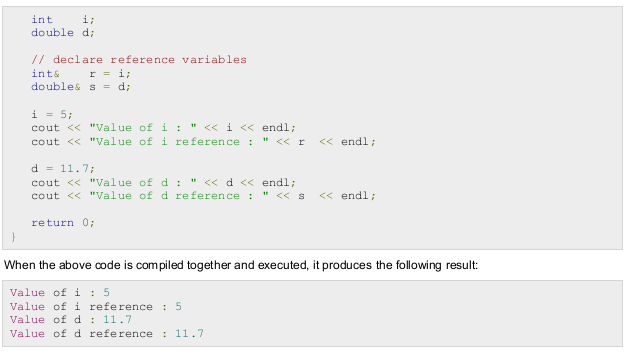 int    i;
double d;
// declare reference variables
int&    r = i;
double& s = d;
i = 5;
cout << "Value of i : " << i << endl;
cout << "Value of i reference : " << r  << endl;
d = 11.7;
cout << "Value of d : " << d << endl;
cout << "Value of d reference : " << s  << endl;
return 0;
}
When the above code is compiled together and executed, it produces the following result:
Value of i : 5
Value of i reference : 5
Value of d : 11.7
Value of d reference : 11.7